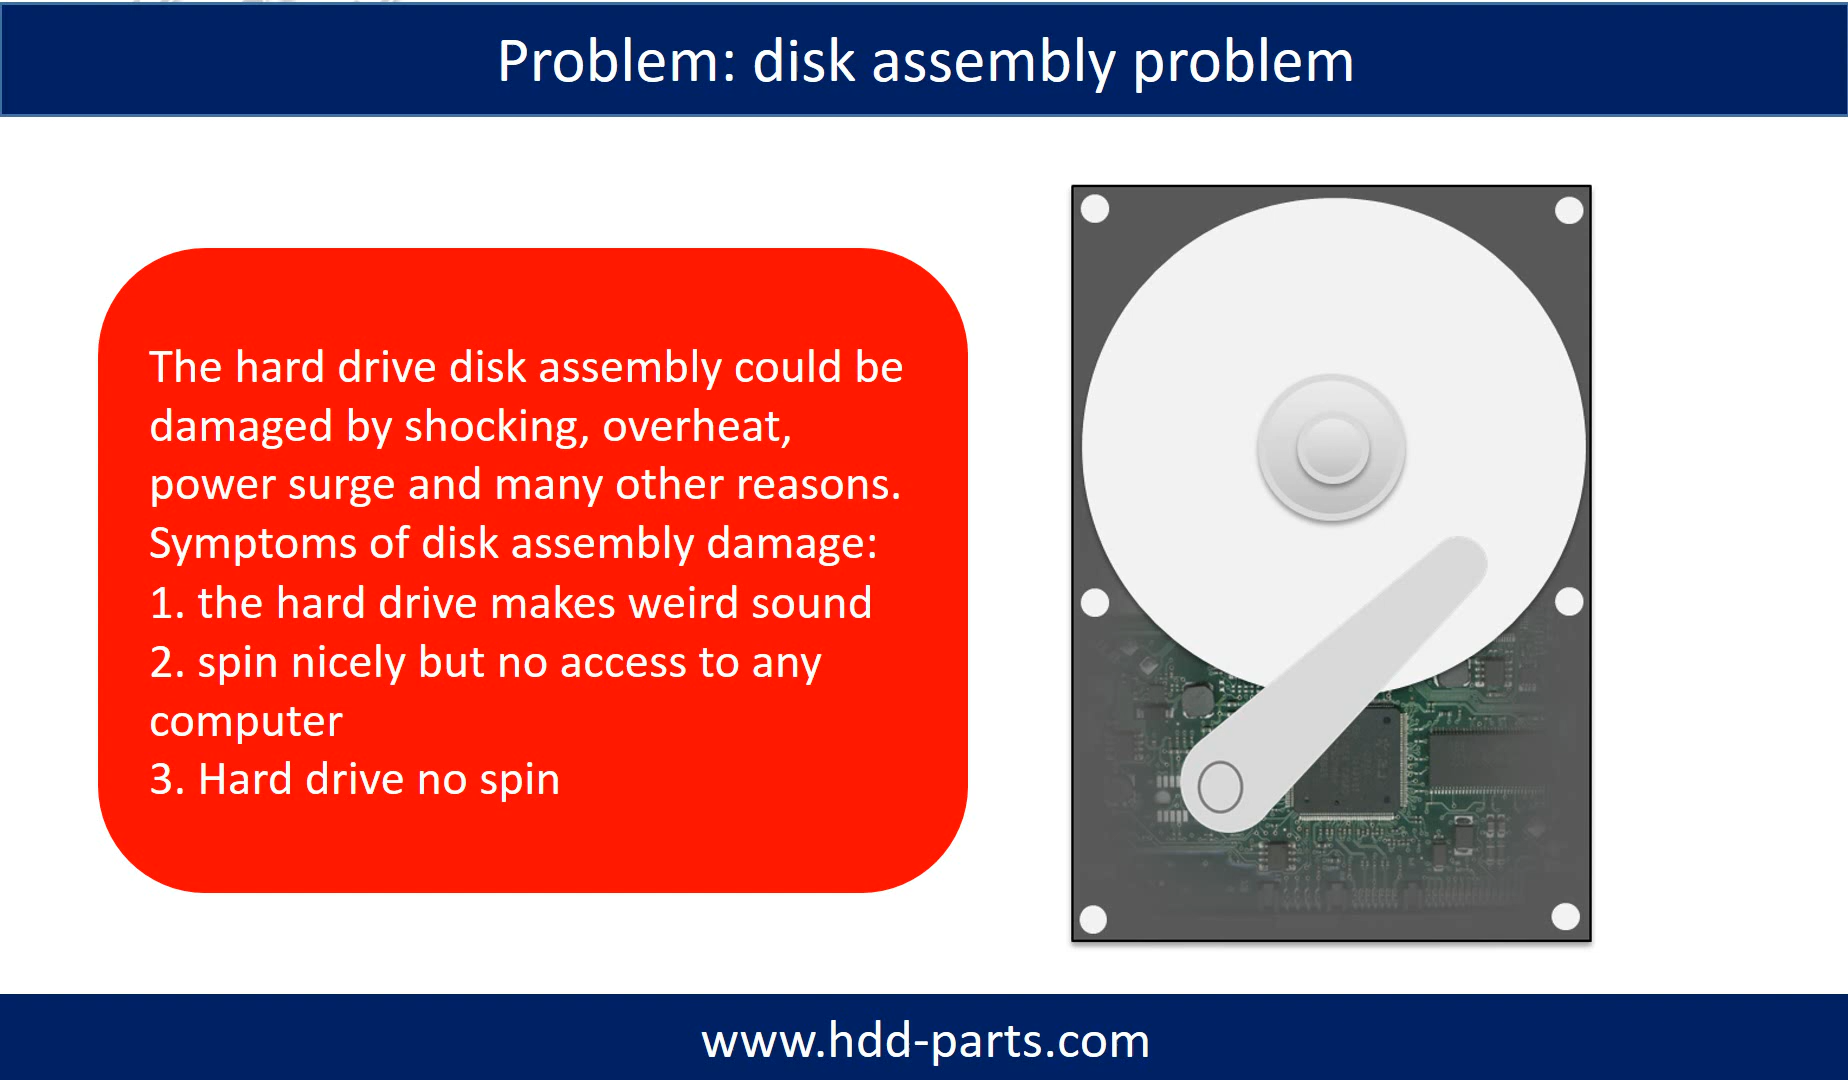 Problem: disk assembly problem
The hard drive disk assembly could be
damaged by shocking, overheat,
power surge and many other reasons.
Symptoms of disk assembly damage:
1. the hard drive makes weird sound
2. spin nicely but no access to any
computer
3. Hard drive no spin
www.hdd-parts.com